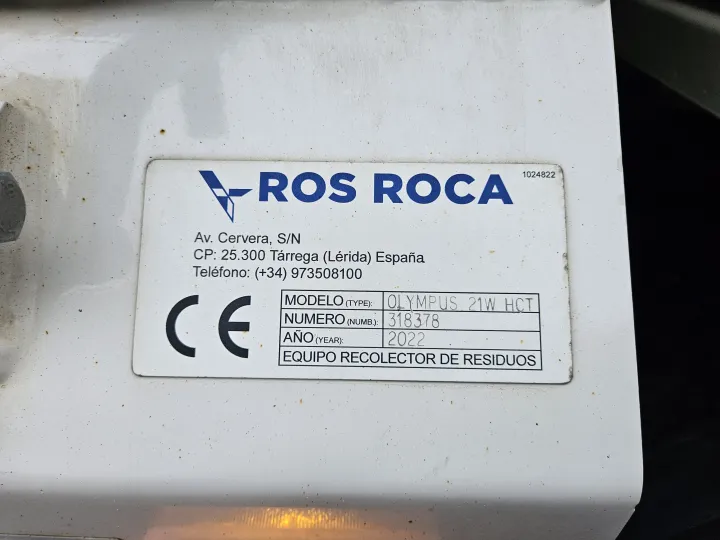 ROS ROCA
1024822
Av. Cervera, S/N
CP: 25.300 Tárrega (Lérida) España
Teléfono: (+34) 973508100
CE
MODELO (TYPE): OLYMPUS 21W HCT
NUMERO (NUMB.): 318378
AÑO (YEAR): 2022
EQUIPO RECOLECTOR DE RESIDUOS